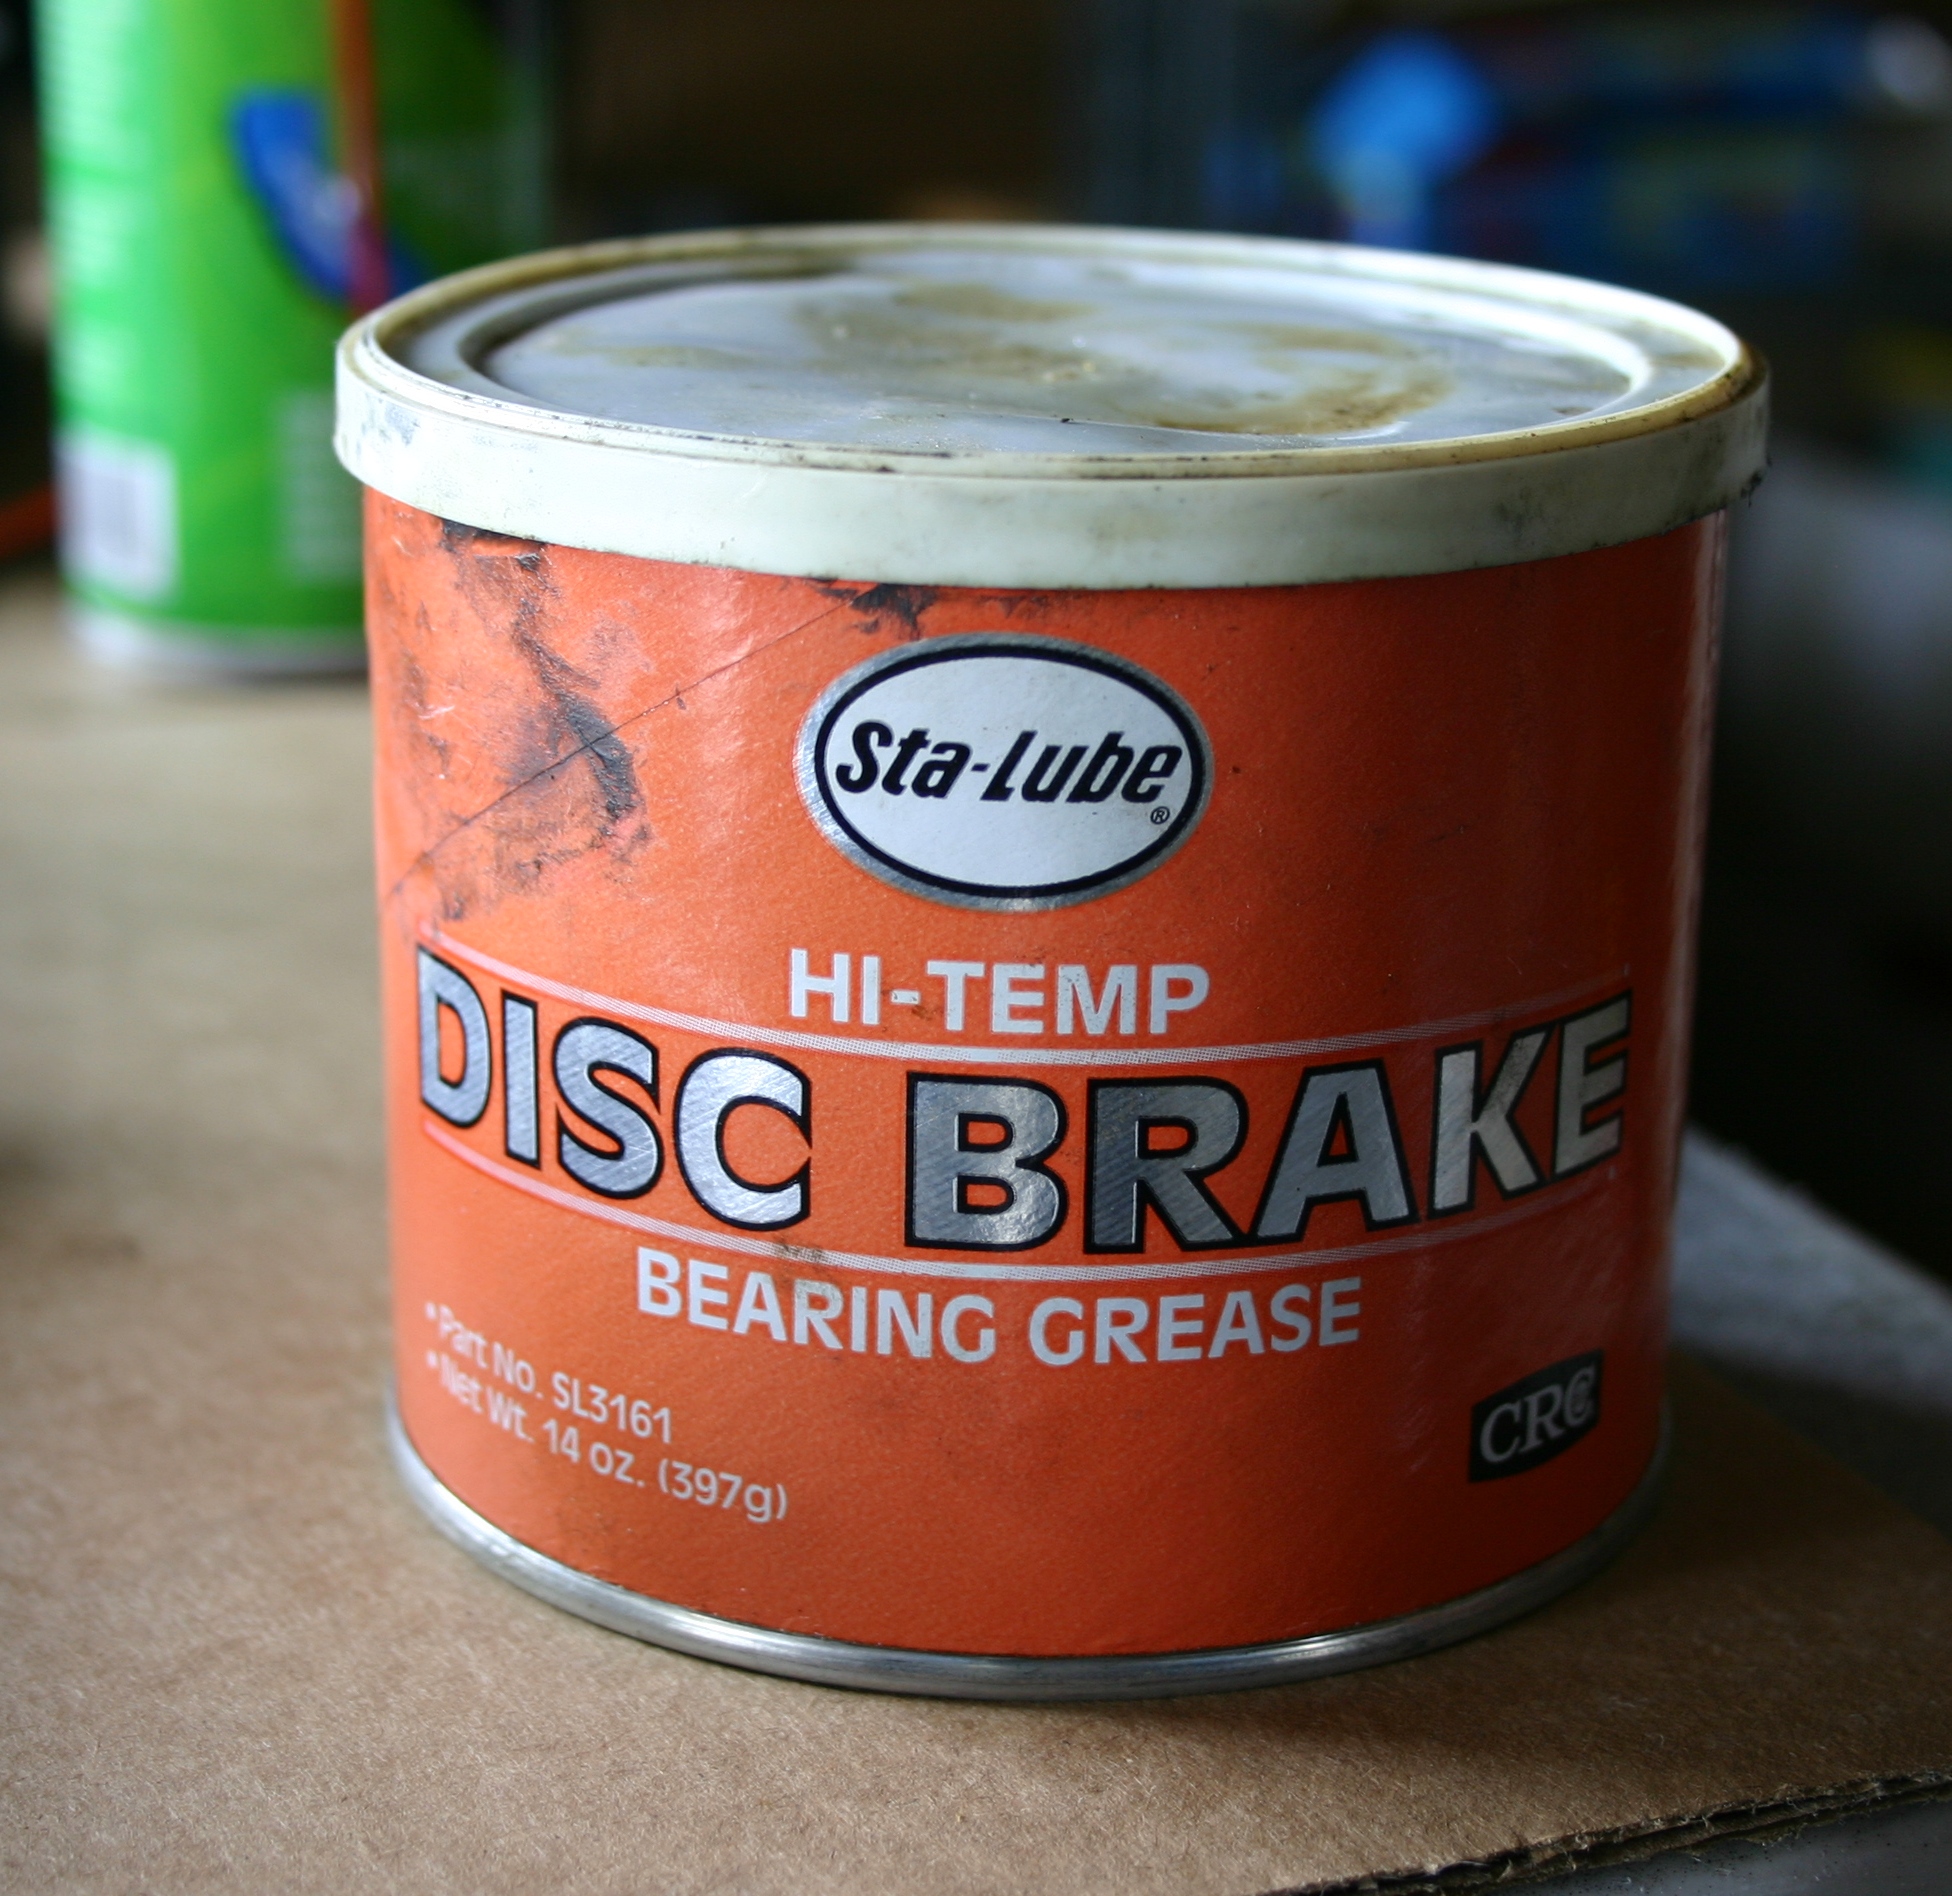 Sta-Lube
®
HI-TEMP
DISC BRAKE
BEARING GREASE
• Part No. SL3161
• Net Wt. 14 oz. (397g)
CRC